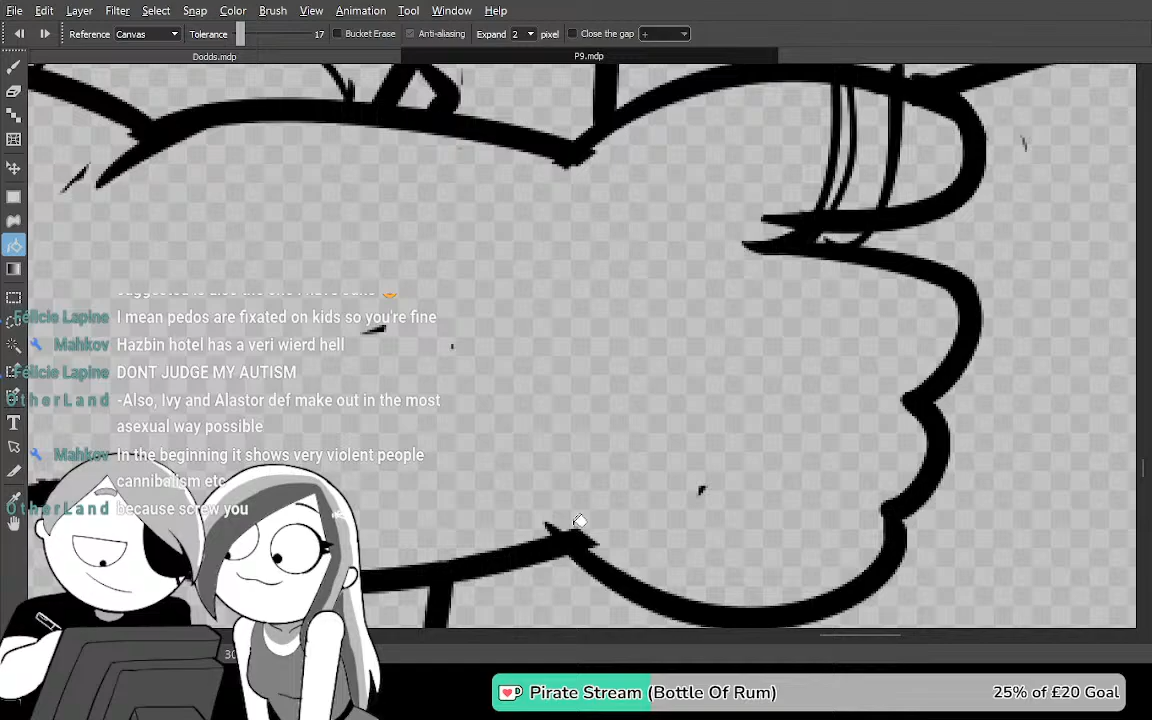 File Edit Layer Filter Select Snap Color Brush View Animation Tool Window Help
Reference Canvas Tolerance 17 Bucket Erase Anti-aliasing Expand 2 pixel Close the gap +
Dodds.mdp P9.mdp
Félicie Lapine I mean pedos are fixated on kids so you're fine
Mahkov Hazbin hotel has a veri wierd hell
Félicie Lapine DONT JUDGE MY AUTISM
OtherLand -Also, Ivy and Alastor def make out in the most
asexual way possible
Mahkov In the beginning it shows very violent people
cannibalism etc
OtherLand because screw you
Pirate Stream (Bottle Of Rum) 25% of £20 Goal